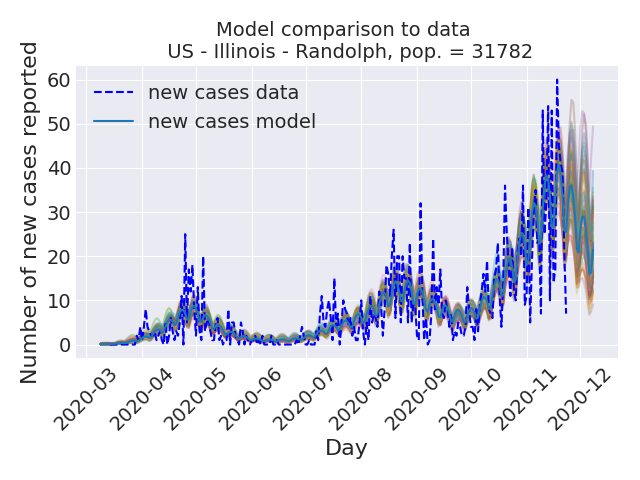 Model comparison to data
US - Illinois - Randolph, pop. = 31782
Number of new cases reported
60
50
40
30
20
10
0
new cases data
new cases model
2020-03
2020-04
2020-05
2020-06
2020-07
2020-08
2020-09
2020-10
2020-11
2020-12
Day